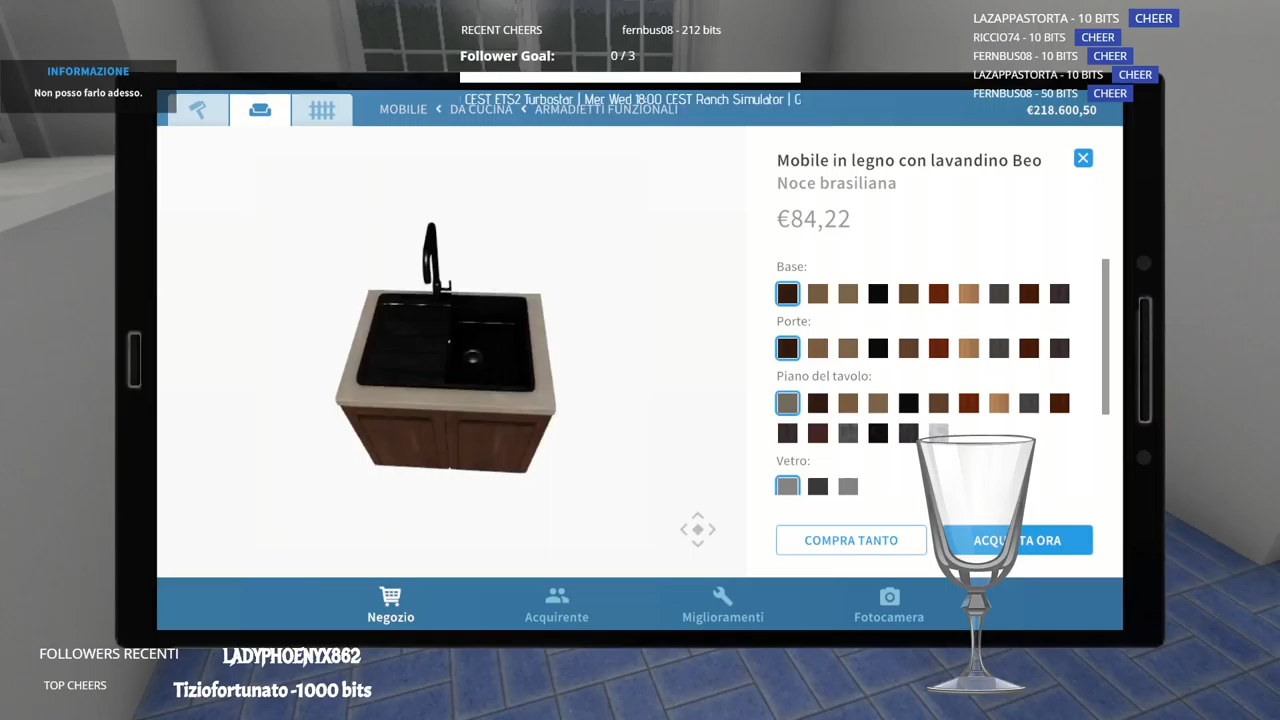 RECENT CHEERS
fernbus08 - 212 bits
Follower Goal:
0 / 3
LAZAPPASTORTA - 10 BITS CHEER
RICCIO74 - 10 BITS CHEER
FERNBUS08 - 10 BITS CHEER
LAZAPPASTORTA - 10 BITS CHEER
FERNBUS08 - 50 BITS CHEER
INFORMAZIONE
Non posso farlo adesso.
CEST ETS2 Turbostar | Mer Wed 18:00 CEST Ranch Simulator | G
MOBILIE < DA CUCINA < ARMADIETTI FUNZIONALI
€218.600,50
Mobile in legno con lavandino Beo
Noce brasiliana
€84,22
Base:
Porte:
Piano del tavolo:
Vetro:
COMPRA TANTO
ACQUISTA ORA
Negozio
Acquirente
Miglioramenti
Fotocamera
FOLLOWERS RECENTI
LADYPHOENYX862
TOP CHEERS
Tiziofortunato -1000 bits